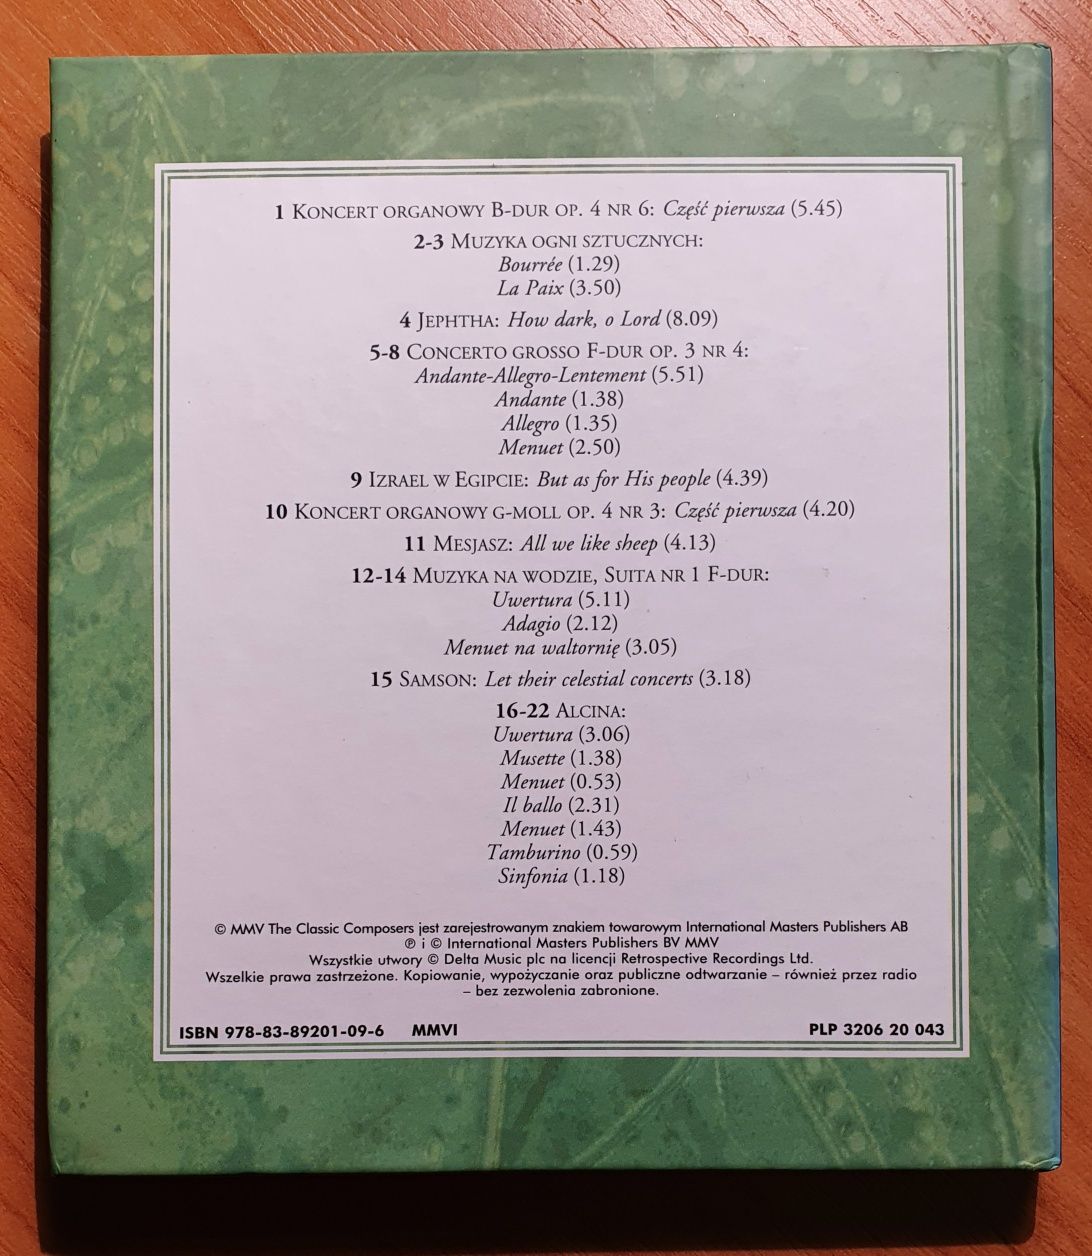 1 KONCERT ORGANOWY B-DUR OP. 4 NR 6: Część pierwsza (5.45)
2-3 MUZYKA OGNI SZTUCZNYCH:
Bourrée (1.29)
La Paix (3.50)
4 JEPHTHA: How dark, o Lord (8.09)
5-8 CONCERTO GROSSO F-DUR OP. 3 NR 4:
Andante-Allegro-Lentement (5.51)
Andante (1.38)
Allegro (1.35)
Menuet (2.50)
9 IZRAEL W EGIPCIE: But as for His people (4.39)
10 KONCERT ORGANOWY G-MOLL OP. 4 NR 3: Część pierwsza (4.20)
11 MESJASZ: All we like sheep (4.13)
12-14 MUZYKA NA WODZIE, SUITA NR 1 F-DUR:
Uwertura (5.11)
Adagio (2.12)
Menuet na waltornię (3.05)
15 SAMSON: Let their celestial concerts (3.18)
16-22 ALCINA:
Uwertura (3.06)
Musette (1.38)
Menuet (0.53)
Il ballo (2.31)
Menuet (1.43)
Tamburino (0.59)
Sinfonia (1.18)
© MMV The Classic Composers jest zarejestrowanym znakiem towarowym International Masters Publishers AB
℗ i © International Masters Publishers BV MMV
Wszystkie utwory © Delta Music plc na licencji Retrospective Recordings Ltd.
Wszelkie prawa zastrzeżone. Kopiowanie, wypożyczanie oraz publiczne odtwarzanie – również przez radio
– bez zezwolenia zabronione.
ISBN 978-83-89201-09-6 MMVI PLP 3206 20 043